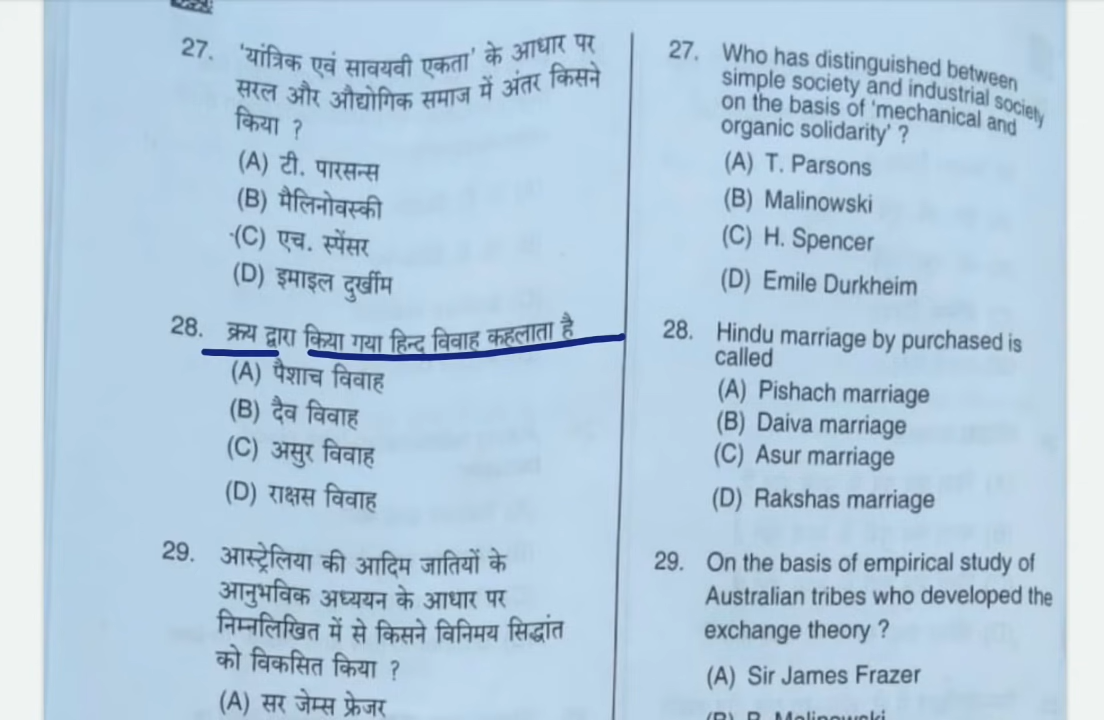 27. 'यांत्रिक एवं सावयवी एकता' के आधार पर
सरल और औद्योगिक समाज में अंतर किसने
किया ?
(A) टी. पारसन्स
(B) मैलिनोवस्की
(C) एच. स्पेंसर
(D) इमाइल दुर्खीम
28. क्रय द्वारा किया गया हिन्दु विवाह कहलाता है
(A) पैशाच विवाह
(B) दैव विवाह
(C) असुर विवाह
(D) राक्षस विवाह
29. आस्ट्रेलिया की आदिम जातियों के
आनुभविक अध्ययन के आधार पर
निम्नलिखित में से किसने विनिमय सिद्धांत
को विकसित किया ?
(A) सर जेम्स फ्रेजर
27. Who has distinguished between
simple society and industrial society
on the basis of 'mechanical and
organic solidarity' ?
(A) T. Parsons
(B) Malinowski
(C) H. Spencer
(D) Emile Durkheim
28. Hindu marriage by purchased is
called
(A) Pishach marriage
(B) Daiva marriage
(C) Asur marriage
(D) Rakshas marriage
29. On the basis of empirical study of
Australian tribes who developed the
exchange theory ?
(A) Sir James Frazer
(B) B. Malinowski